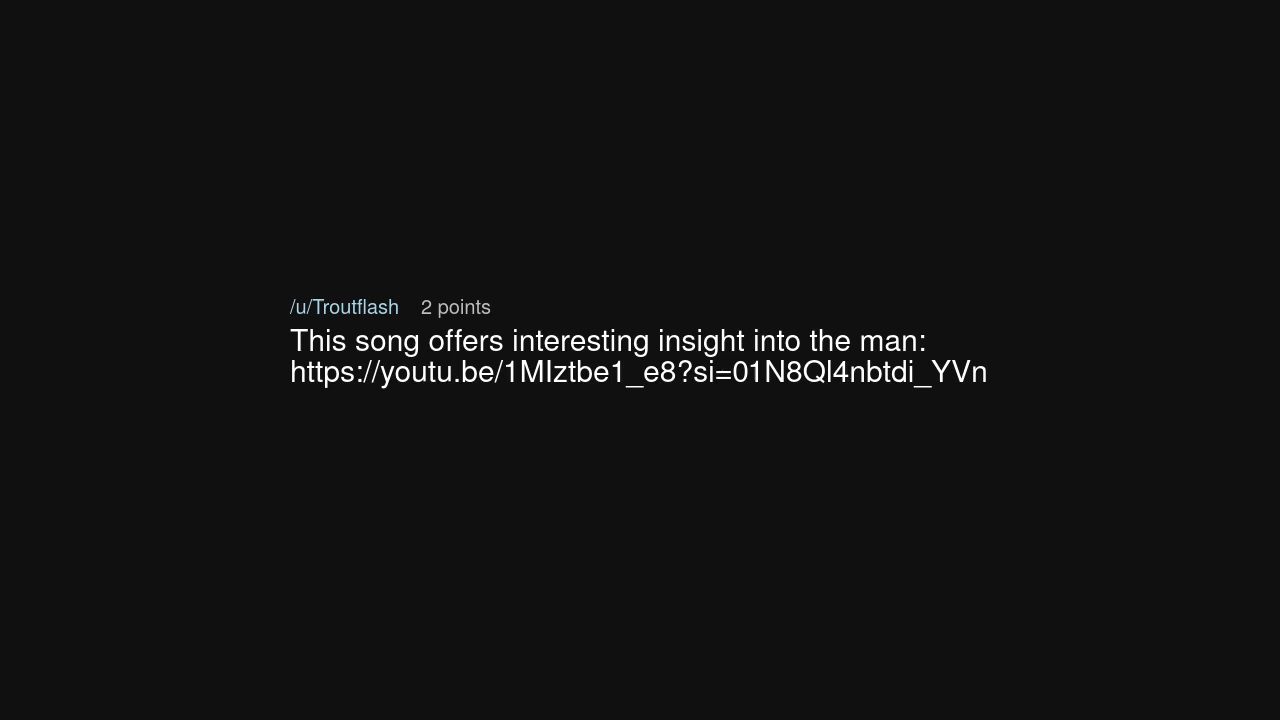 /u/Troutflash 2 points
This song offers interesting insight into the man:
https://youtu.be/1MIztbe1_e8?si=01N8Ql4nbtdi_YVn